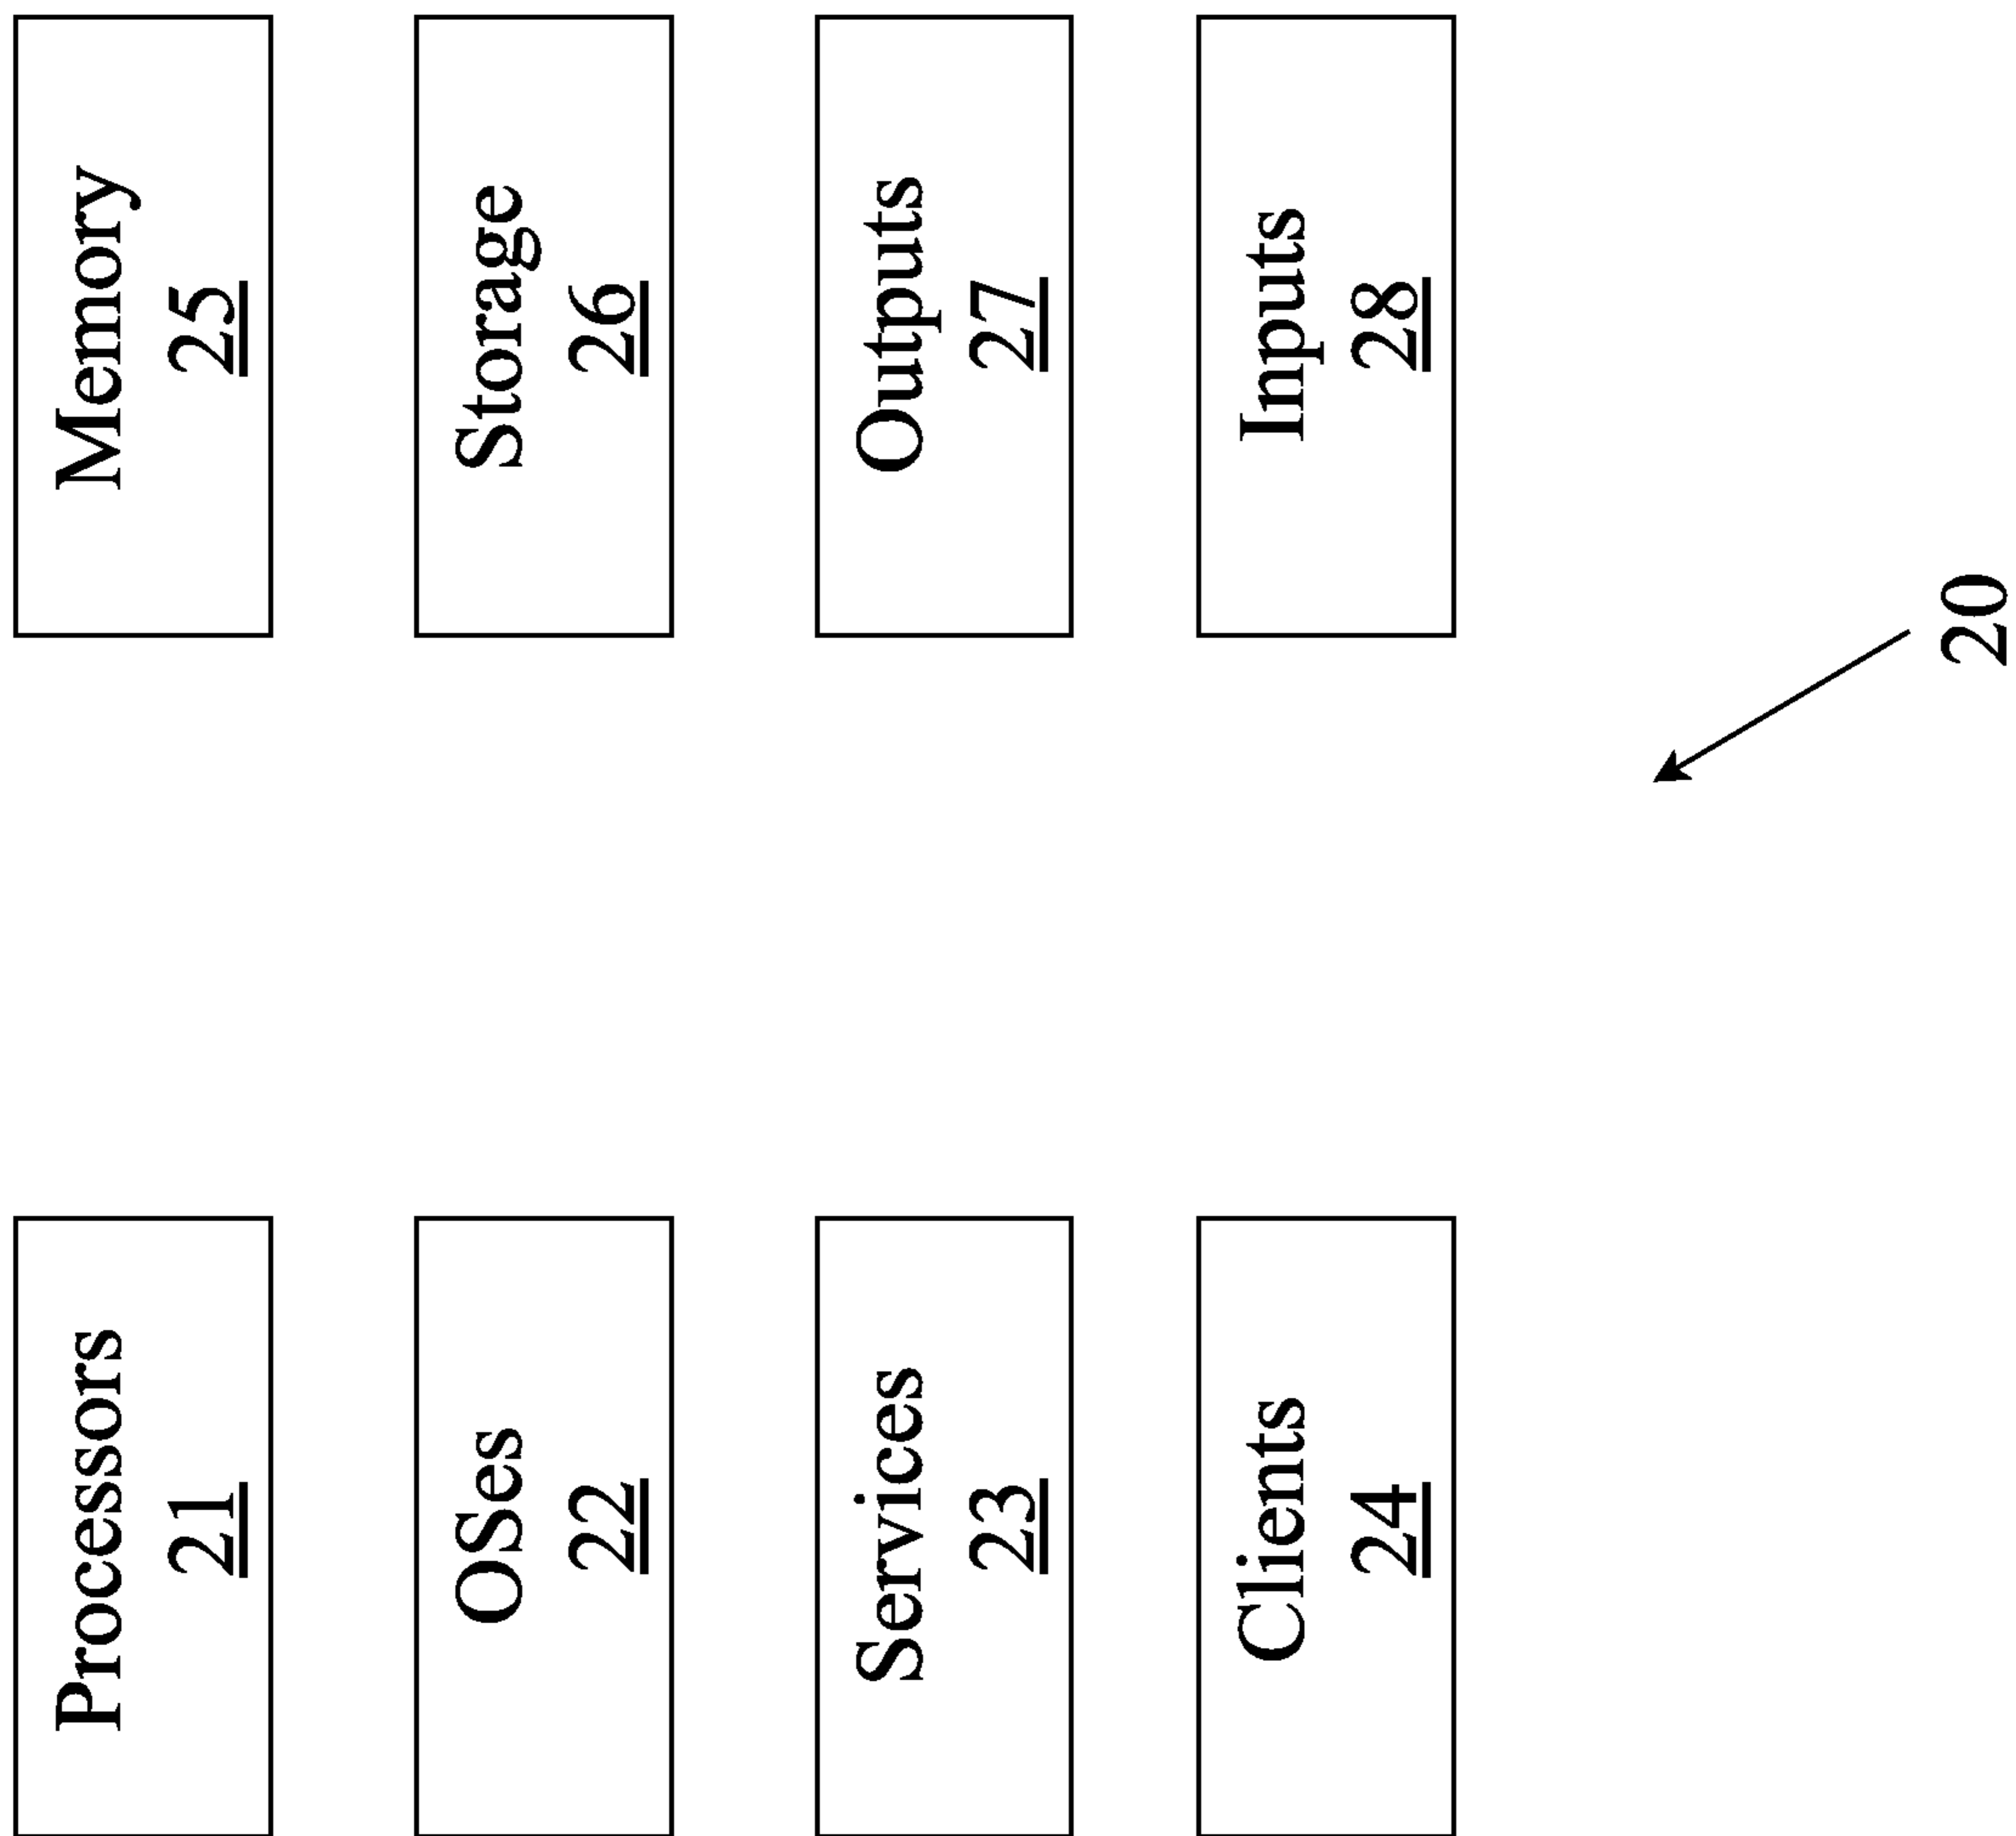 Processors
21
OSes
22
Services
23
Clients
24
Memory
25
Storage
26
Outputs
27
Inputs
28
20